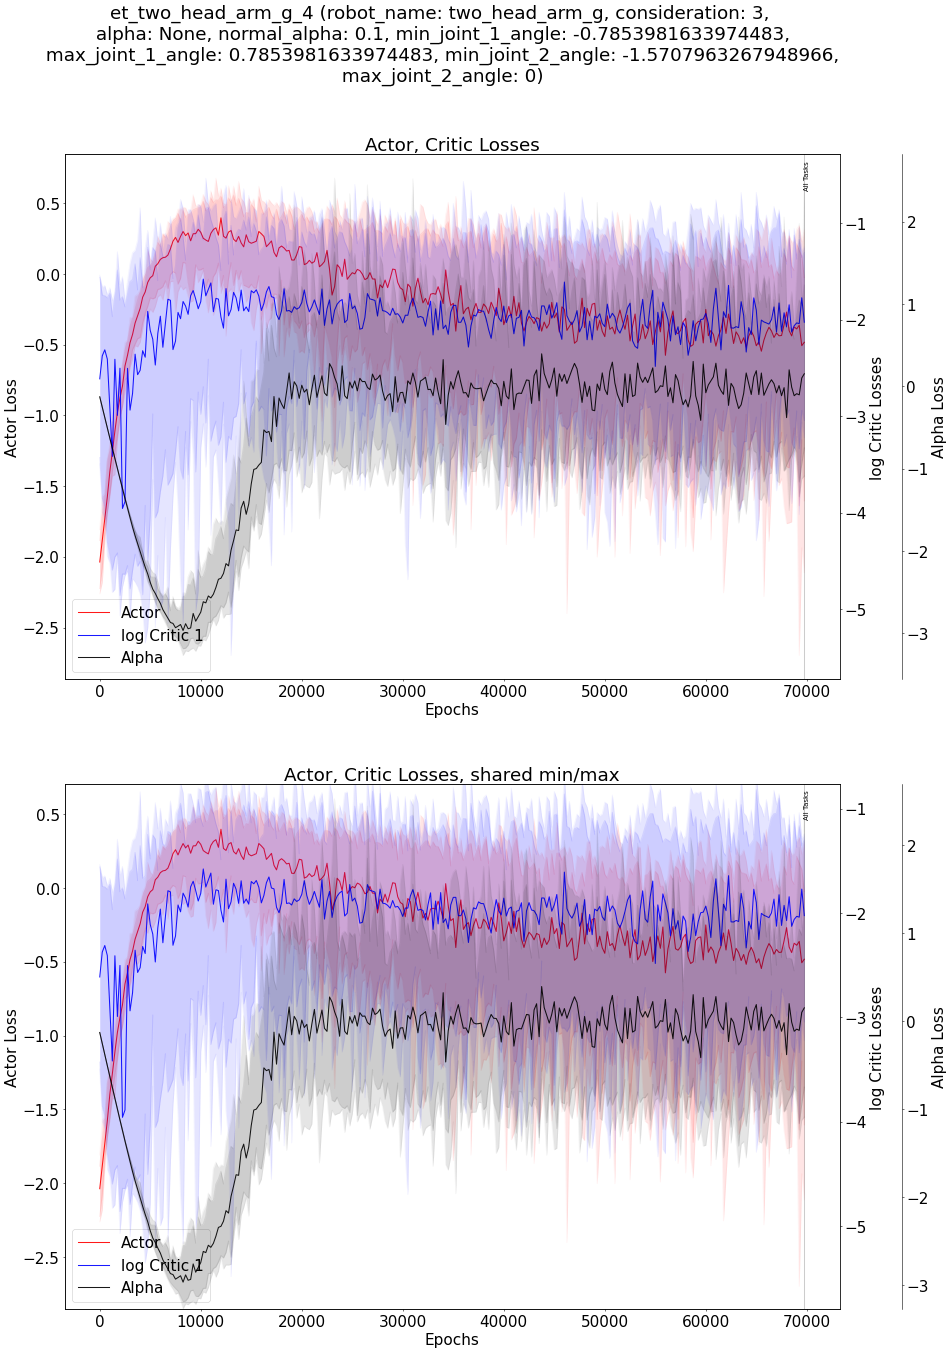 et_two_head_arm_g_4 (robot_name: two_head_arm_g, consideration: 3,
alpha: None, normal_alpha: 0.1, min_joint_1_angle: -0.7853981633974483,
max_joint_1_angle: 0.7853981633974483, min_joint_2_angle: -1.5707963267948966,
max_joint_2_angle: 0)
Actor, Critic Losses
All Tasks
0.5
0.0
−0.5
−1.0
−1.5
−2.0
−2.5
Actor Loss
−1
−2
−3
−4
−5
log Critic Losses
2
1
0
−1
−2
−3
Alpha Loss
Actor
log Critic 1
Alpha
0 10000 20000 30000 40000 50000 60000 70000
Epochs
Actor, Critic Losses, shared min/max
All Tasks
0.5
0.0
−0.5
−1.0
−1.5
−2.0
−2.5
Actor Loss
−1
−2
−3
−4
−5
log Critic Losses
2
1
0
−1
−2
−3
Alpha Loss
Actor
log Critic 1
Alpha
0 10000 20000 30000 40000 50000 60000 70000
Epochs